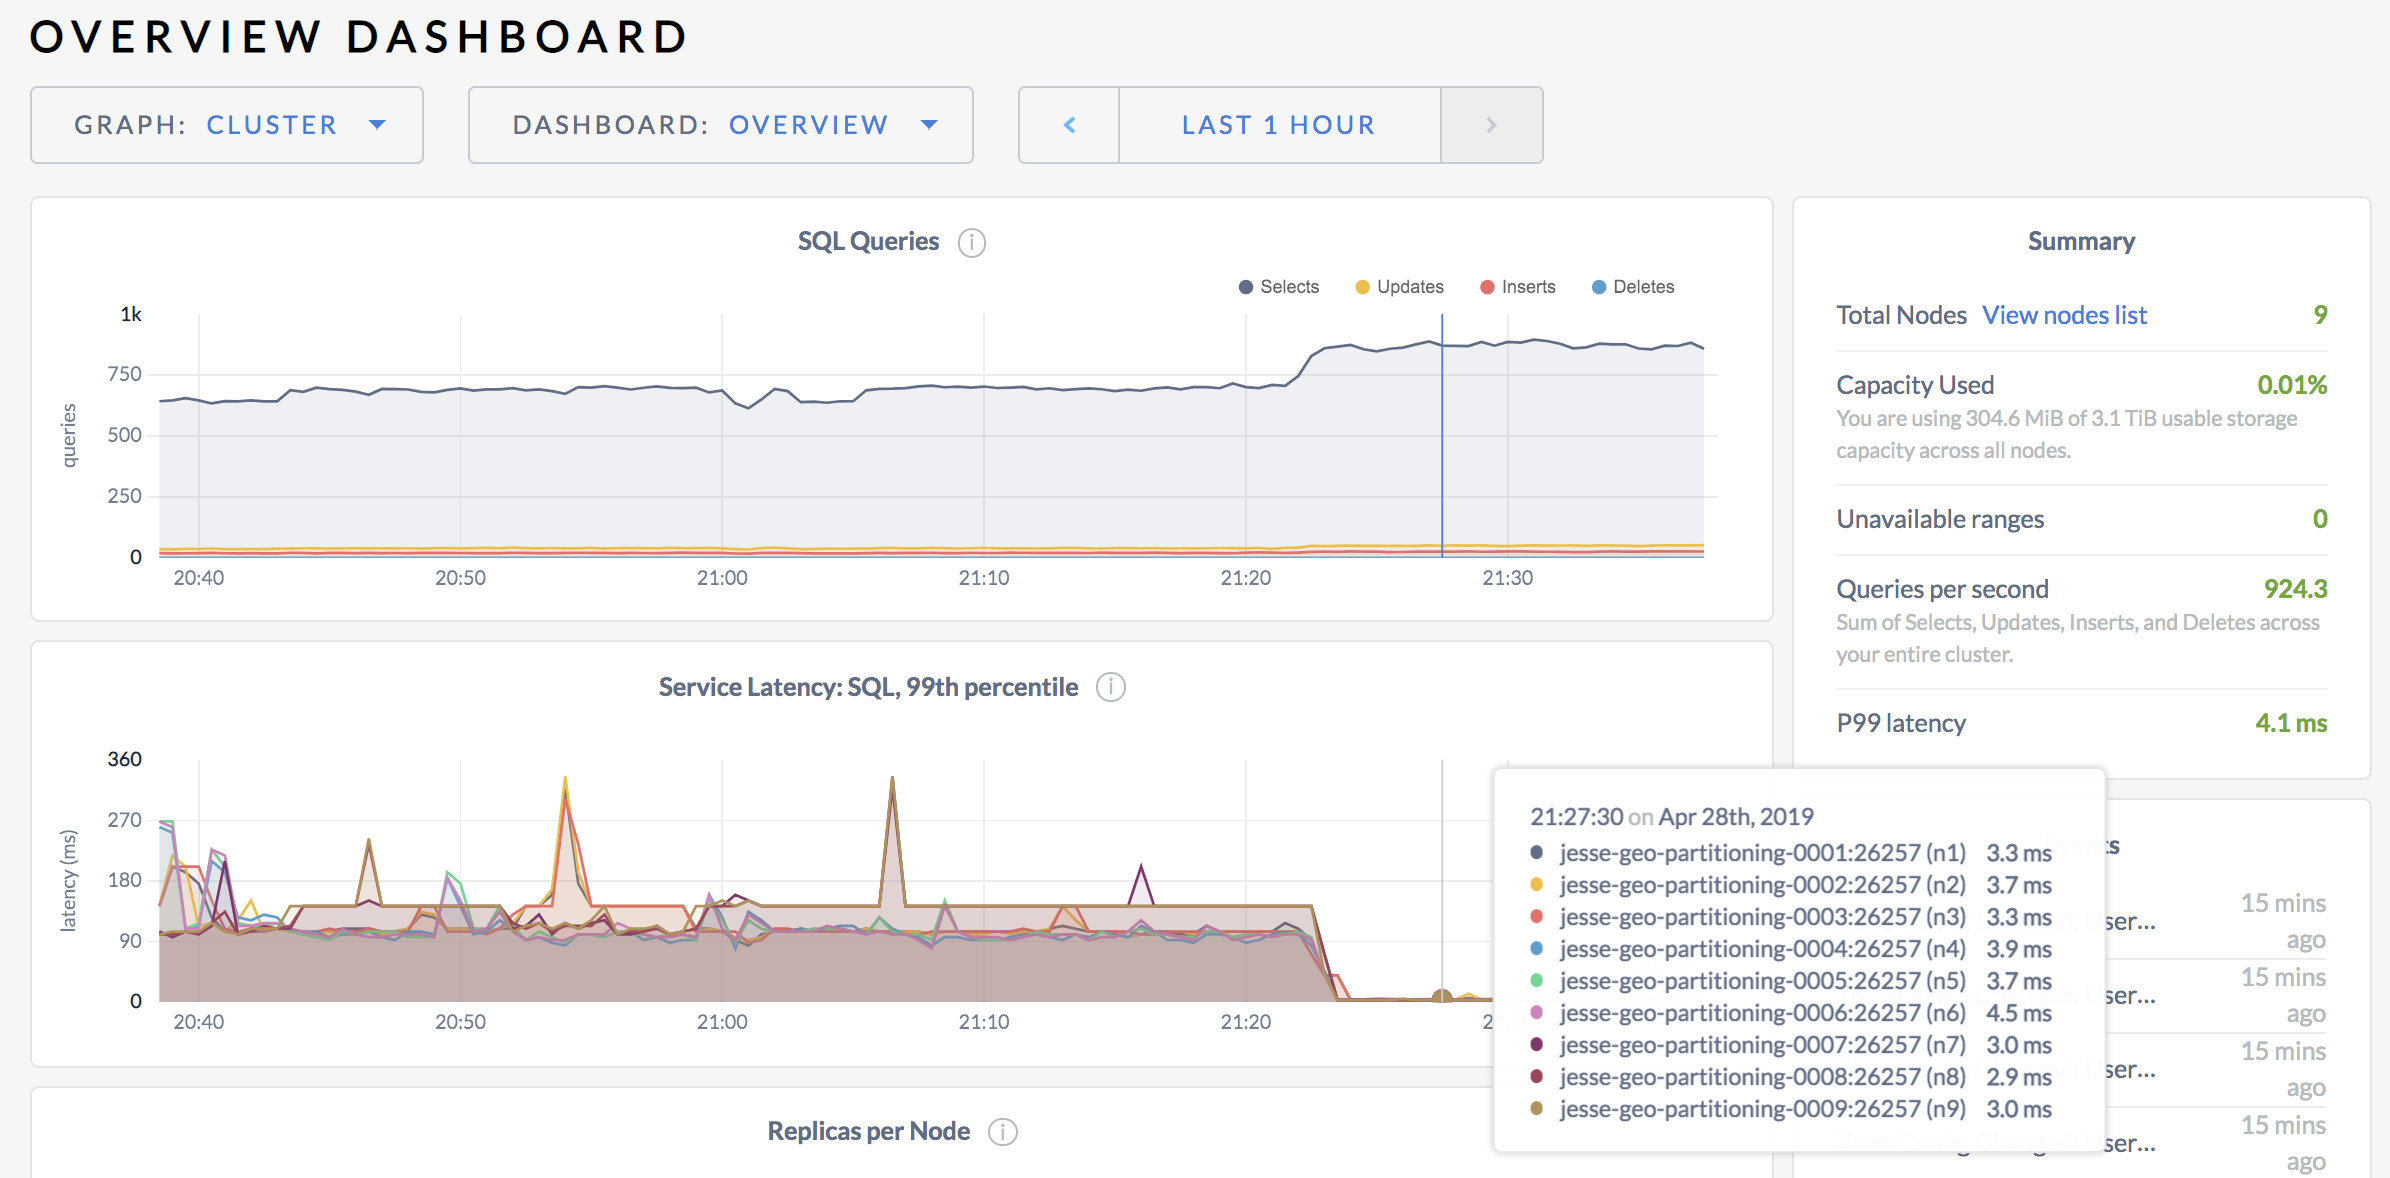 OVERVIEW DASHBOARD
GRAPH: CLUSTER
DASHBOARD: OVERVIEW
LAST 1 HOUR
SQL Queries
Selects Updates Inserts Deletes
1k
750
500
250
0
queries
20:40 20:50 21:00 21:10 21:20 21:30
Service Latency: SQL, 99th percentile
360
270
180
90
0
latency (ms)
20:40 20:50 21:00 21:10 21:20
Replicas per Node
Summary
Total Nodes View nodes list 9
Capacity Used 0.01%
You are using 304.6 MiB of 3.1 TiB usable storage
capacity across all nodes.
Unavailable ranges 0
Queries per second 924.3
Sum of Selects, Updates, Inserts, and Deletes across
your entire cluster.
P99 latency 4.1 ms
21:27:30 on Apr 28th, 2019
jesse-geo-partitioning-0001:26257 (n1) 3.3 ms
jesse-geo-partitioning-0002:26257 (n2) 3.7 ms
jesse-geo-partitioning-0003:26257 (n3) 3.3 ms
jesse-geo-partitioning-0004:26257 (n4) 3.9 ms
jesse-geo-partitioning-0005:26257 (n5) 3.7 ms
jesse-geo-partitioning-0006:26257 (n6) 4.5 ms
jesse-geo-partitioning-0007:26257 (n7) 3.0 ms
jesse-geo-partitioning-0008:26257 (n8) 2.9 ms
jesse-geo-partitioning-0009:26257 (n9) 3.0 ms
Events
User... 15 mins
ago
User... 15 mins
ago
User... 15 mins
ago
Zone Config Changed: User... 15 mins
ago